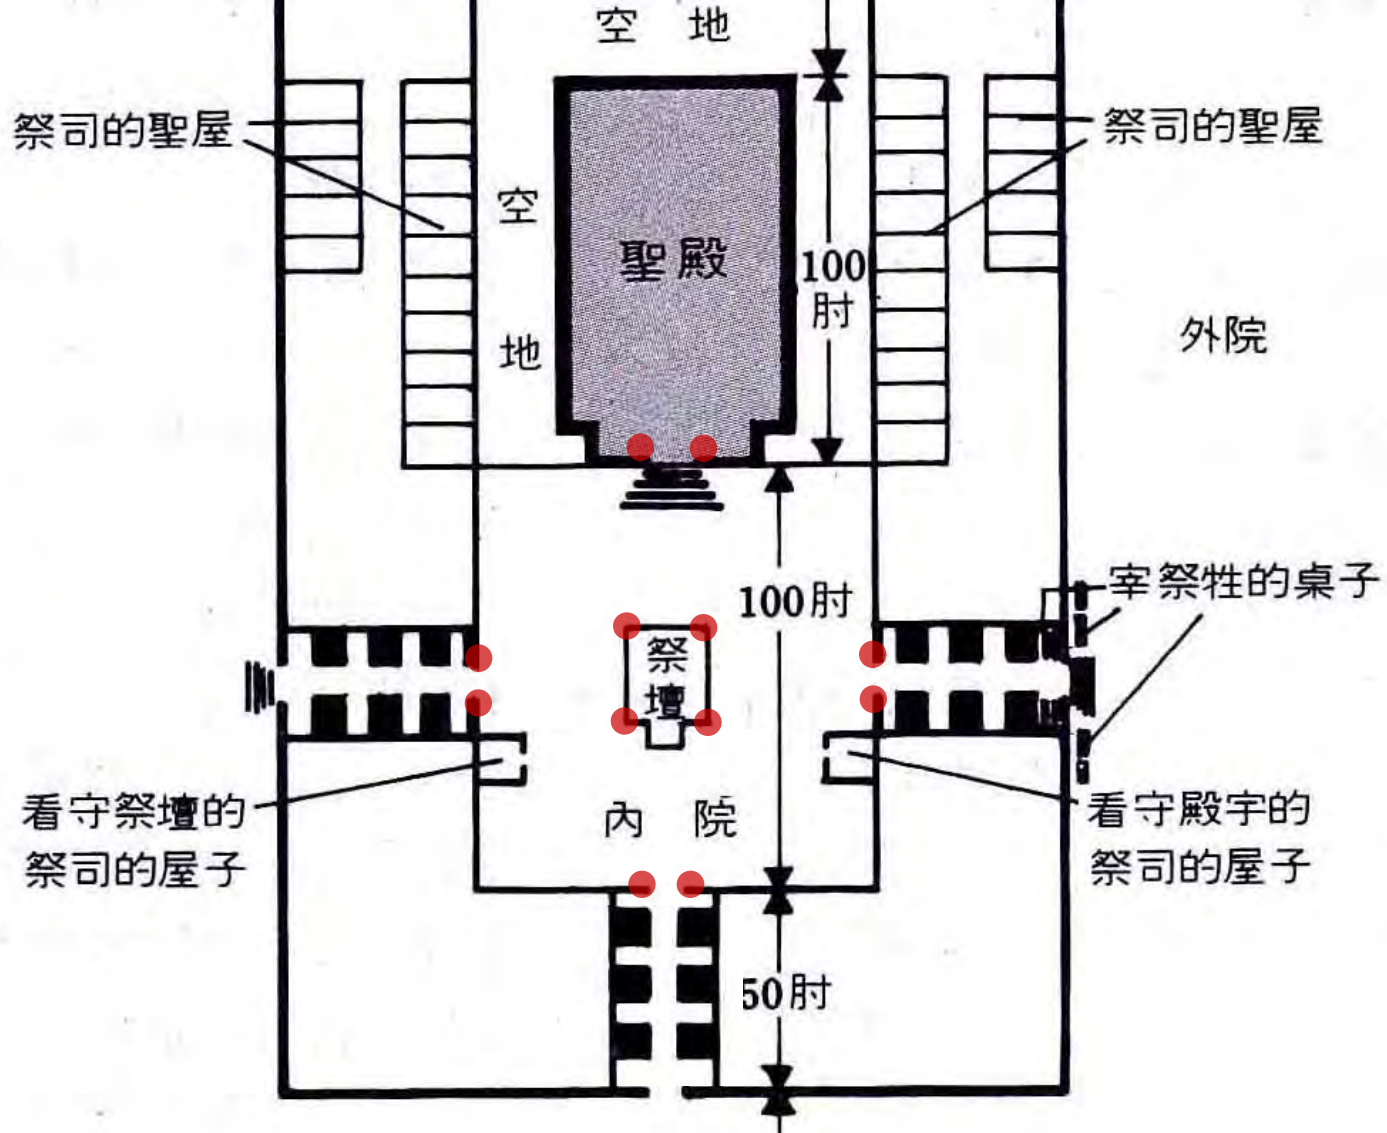 空 地
祭司的聖屋
祭司的聖屋
空
地
聖殿
100
肘
外院
100肘
宰祭牲的桌子
祭
壇
看守祭壇的
祭司的屋子
內 院
看守殿宇的
祭司的屋子
50肘